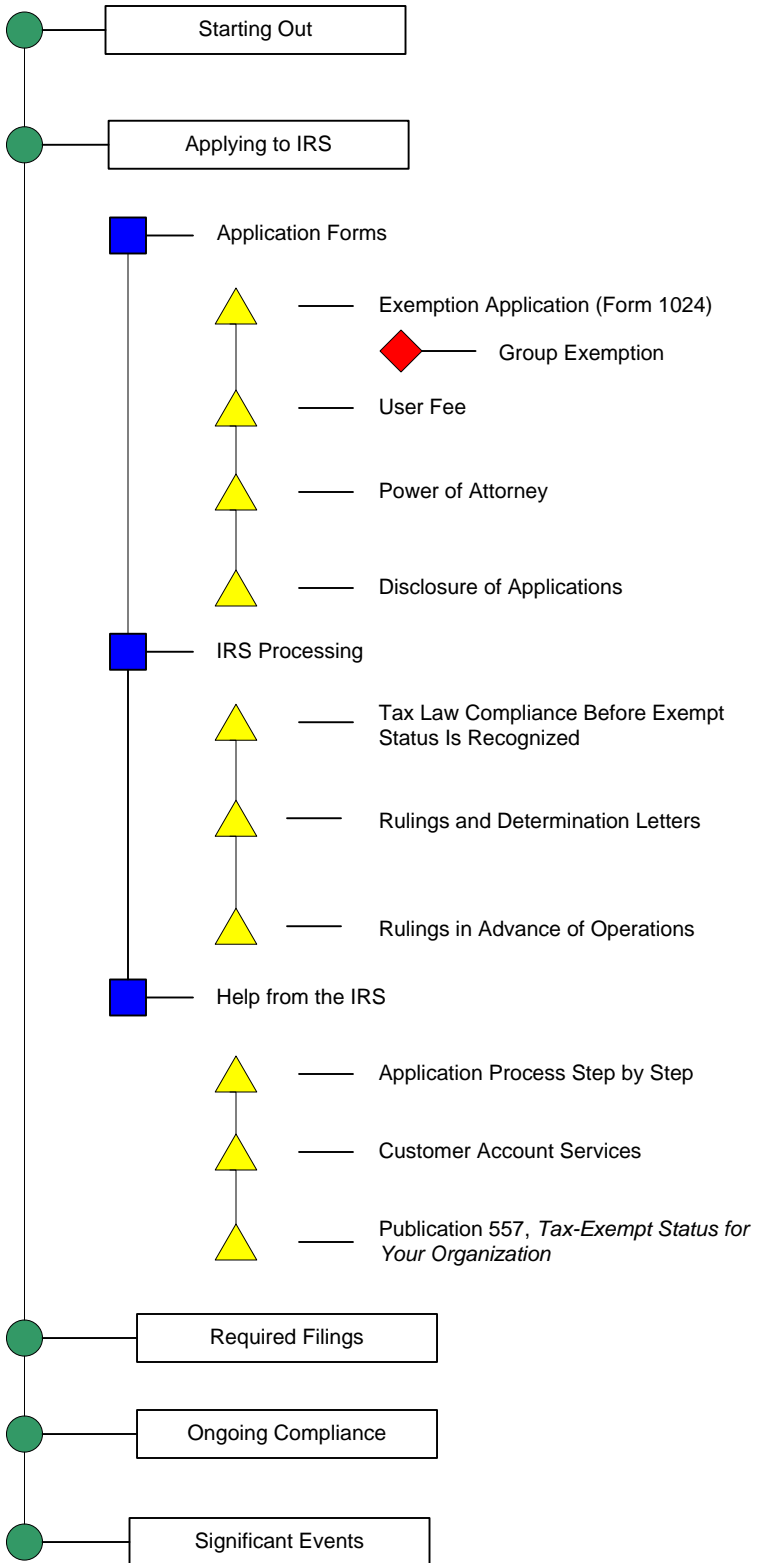 Starting Out
Applying to IRS
Application Forms
Exemption Application (Form 1024)
Group Exemption
User Fee
Power of Attorney
Disclosure of Applications
IRS Processing
Tax Law Compliance Before Exempt
Status Is Recognized
Rulings and Determination Letters
Rulings in Advance of Operations
Help from the IRS
Application Process Step by Step
Customer Account Services
Publication 557, Tax-Exempt Status for
Your Organization
Required Filings
Ongoing Compliance
Significant Events